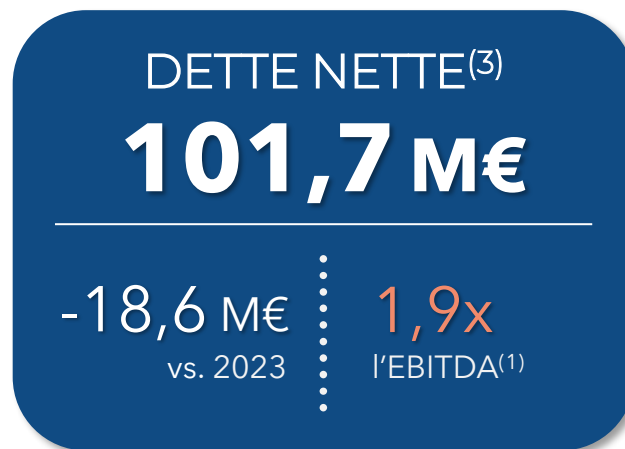 DETTE NETTE(3)
101,7 M€
-18,6 M€
vs. 2023
1,9x
l’EBITDA(1)